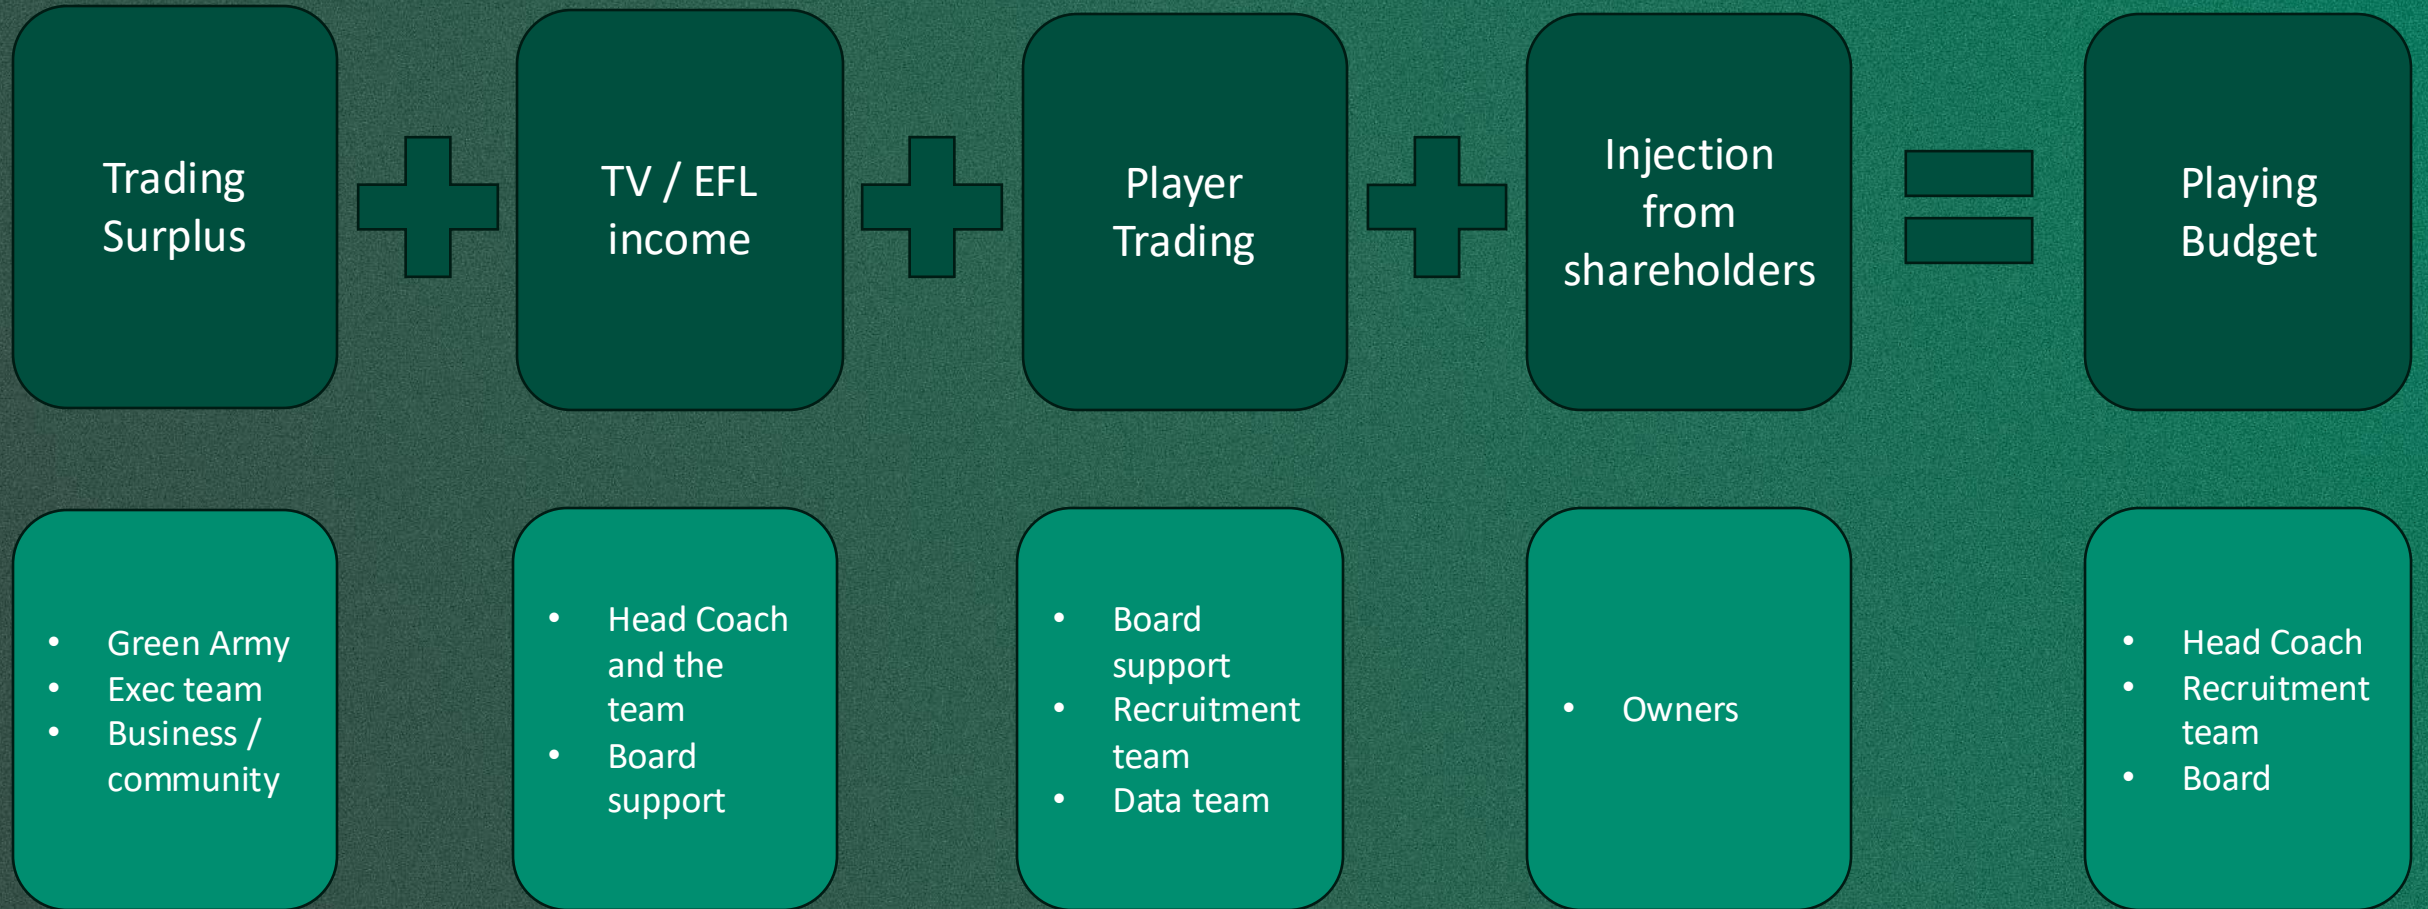 Trading
Surplus
TV / EFL
income
Player
Trading
Injection
from
shareholders
Playing
Budget
• Green Army
• Exec team
• Business /
community
• Head Coach
and the
team
• Board
support
• Board
support
• Recruitment
team
• Data team
• Owners
• Head Coach
• Recruitment
team
• Board